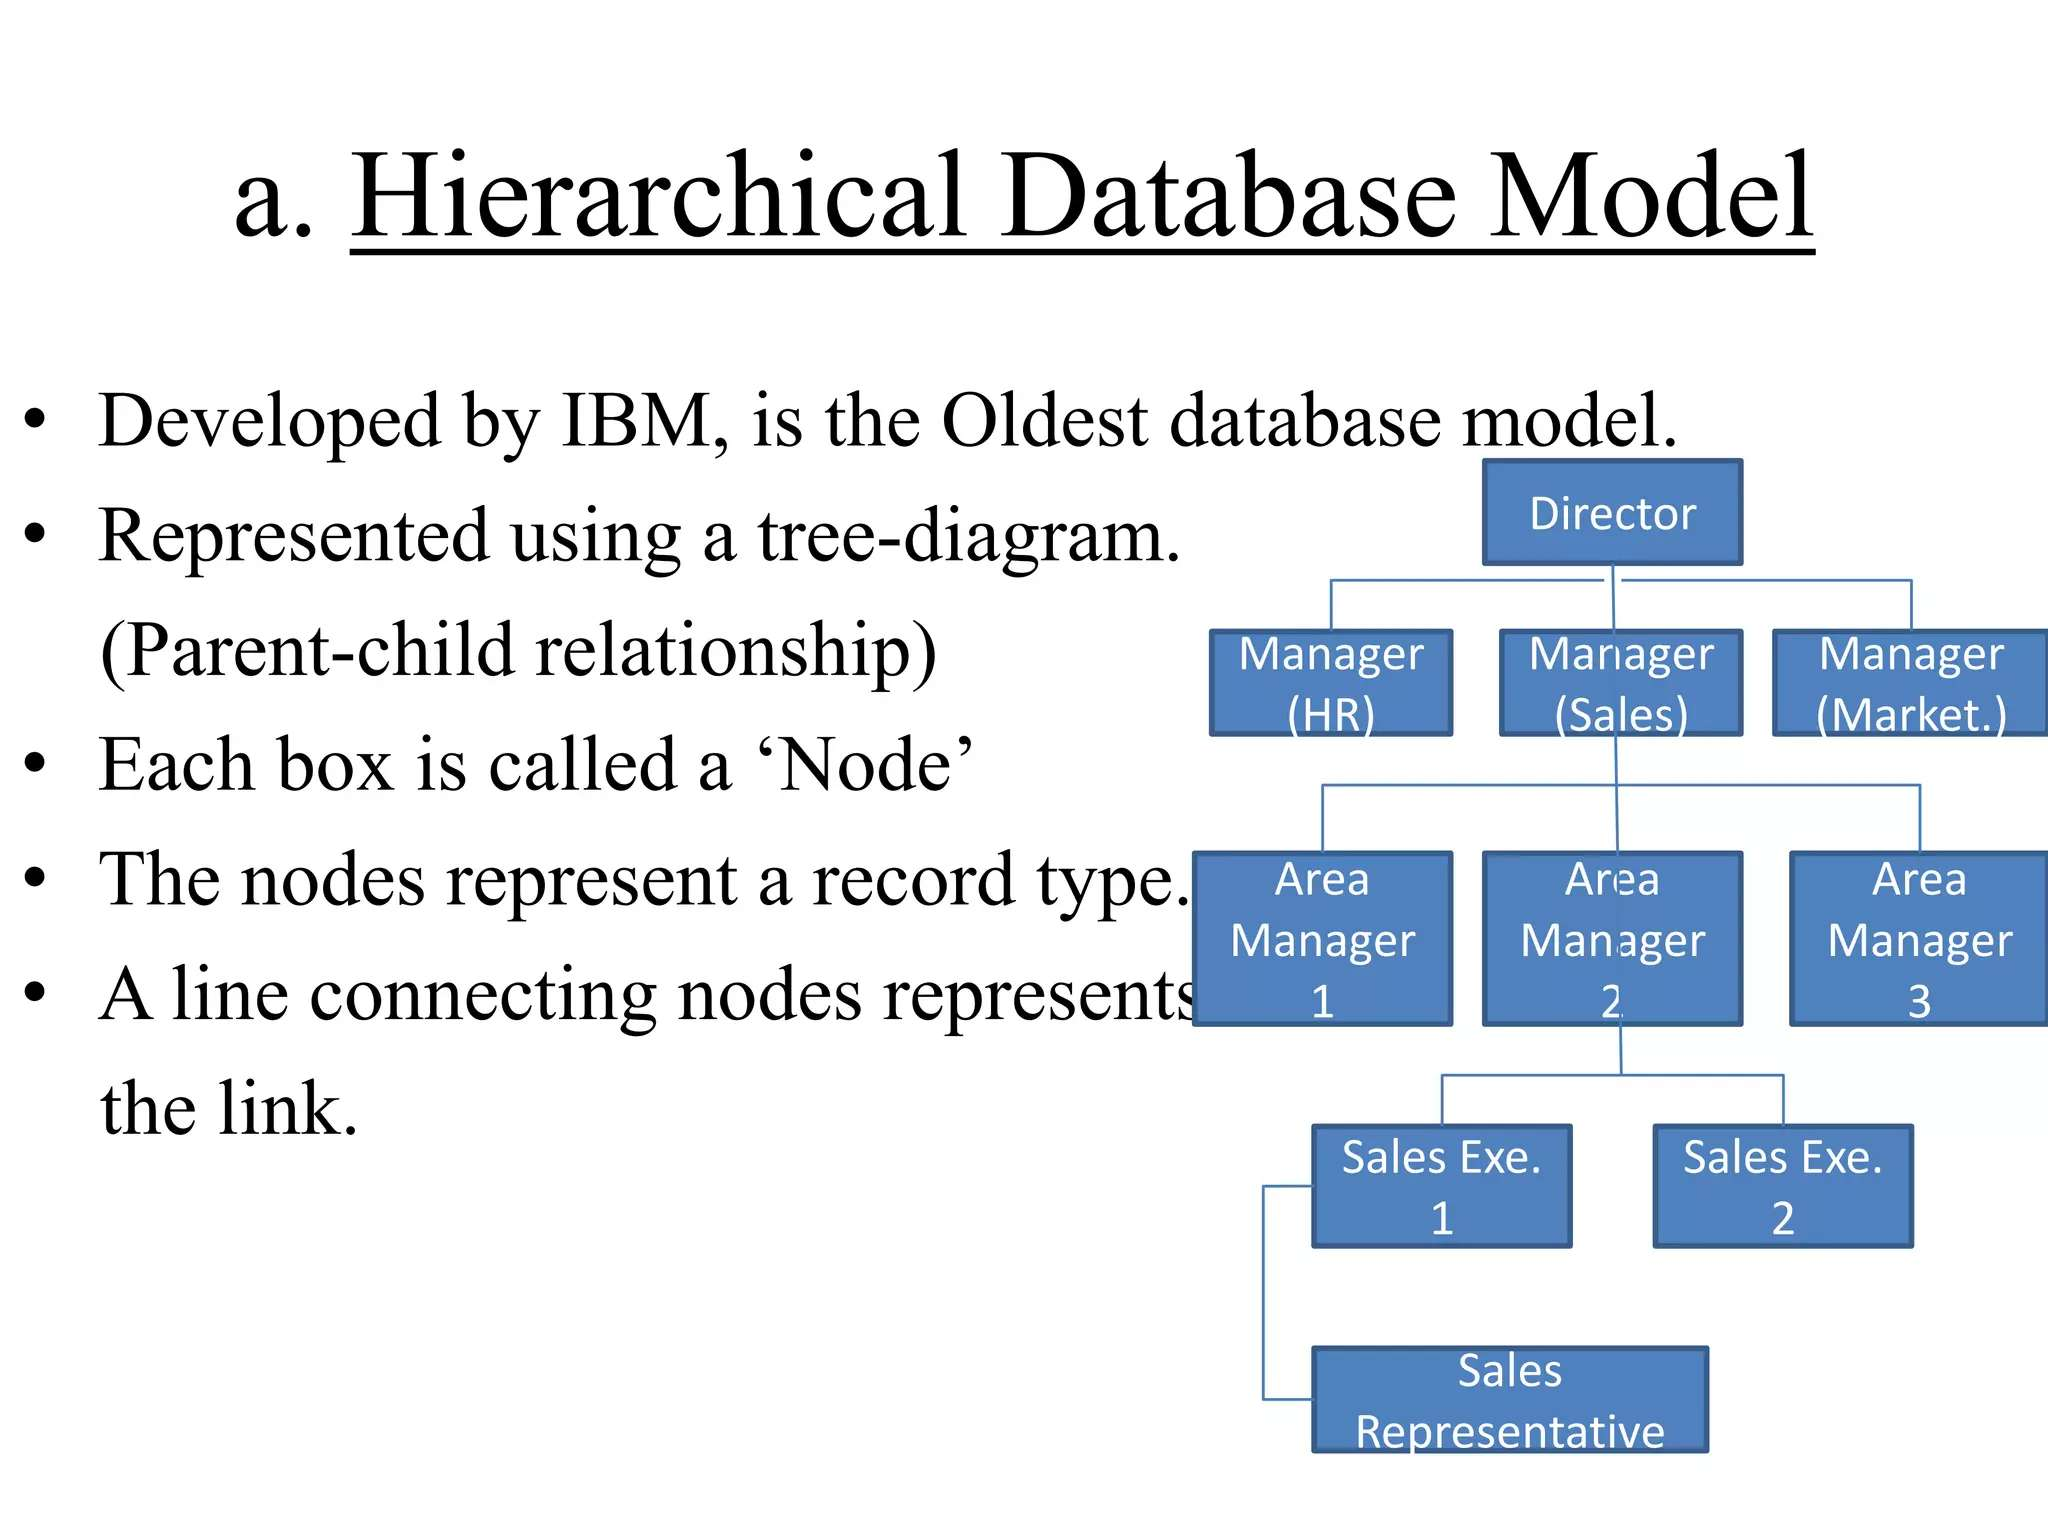 a. Hierarchical Database Model
• Developed by IBM, is the Oldest database model.
• Represented using a tree-diagram.
(Parent-child relationship)
• Each box is called a ‘Node’
• The nodes represent a record type.
• A line connecting nodes represents
the link.
Director
Manager
(HR)
Manager
(Sales)
Manager
(Market.)
Area
Manager
1
Area
Manager
2
Area
Manager
3
Sales Exe.
1
Sales Exe.
2
Sales
Representative